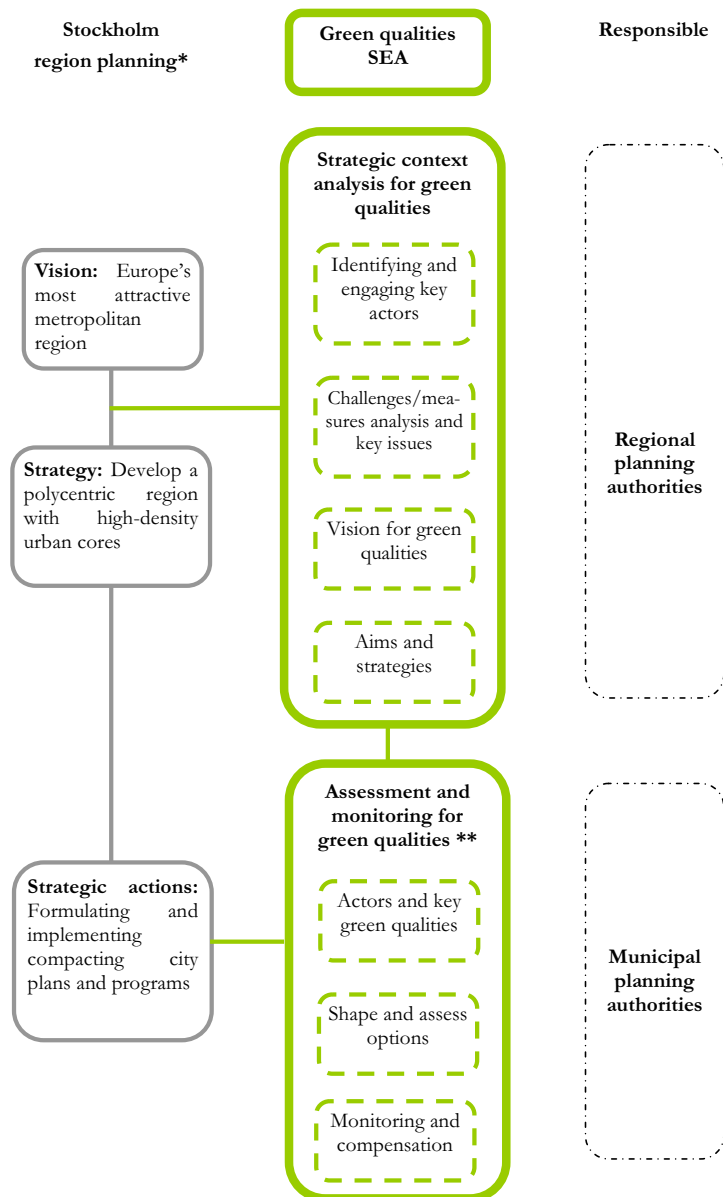 Stockholm
region planning*
Green qualities
SEA
Responsible
Strategic context
analysis for green
qualities
Identifying and
engaging key
actors
Challenges/mea-
sures analysis and
key issues
Vision for green
qualities
Aims and
strategies
Vision: Europe's
most attractive
metropolitan
region
Strategy: Develop a
polycentric region
with high-density
urban cores
Regional
planning
authorities
Assessment and
monitoring for
green qualities **
Actors and key
green qualities
Shape and assess
options
Monitoring and
compensation
Strategic actions:
Formulating and
implementing
compacting city
plans and programs
Municipal
planning
authorities